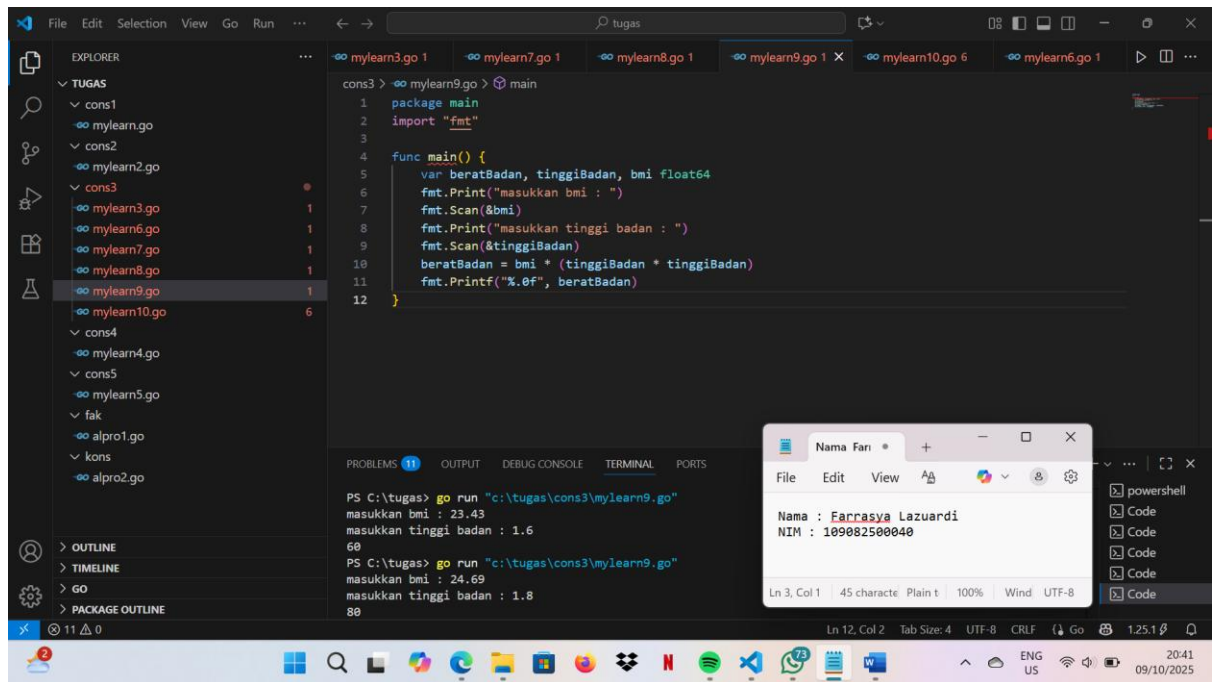 File Edit Selection View Go Run ... tugas
EXPLORER ...
TUGAS
cons1
mylearn.go
cons2
mylearn2.go
cons3
mylearn3.go 1
mylearn6.go 1
mylearn7.go 1
mylearn8.go 1
mylearn9.go 1
mylearn10.go 6
cons4
mylearn4.go
cons5
mylearn5.go
fak
alpro1.go
kons
alpro2.go
OUTLINE
TIMELINE
GO
PACKAGE OUTLINE
mylearn3.go 1 mylearn7.go 1 mylearn8.go 1 mylearn9.go 1 mylearn10.go 6 mylearn6.go 1 ...
cons3 > mylearn9.go > main
1 package main
2 import "fmt"
3
4 func main() {
5 var beratBadan, tinggiBadan, bmi float64
6 fmt.Print("masukkan bmi : ")
7 fmt.Scan(&bmi)
8 fmt.Print("masukkan tinggi badan : ")
9 fmt.Scan(&tinggiBadan)
10 beratBadan = bmi * (tinggiBadan * tinggiBadan)
11 fmt.Printf("%.0f", beratBadan)
12 }
PROBLEMS 11 OUTPUT DEBUG CONSOLE TERMINAL PORTS ...
PS C:\tugas> go run "c:\tugas\cons3\mylearn9.go"
masukkan bmi : 23.43
masukkan tinggi badan : 1.6
60
PS C:\tugas> go run "c:\tugas\cons3\mylearn9.go"
masukkan bmi : 24.69
masukkan tinggi badan : 1.8
80
powershell
Code
Code
Code
Code
Code
Nama Farr
File Edit View
Nama : Farrasya Lazuardi
NIM : 109082500040
Ln 3, Col 1 45 characte Plain t 100% Wind UTF-8
11 0 Ln 12, Col 2 Tab Size: 4 UTF-8 CRLF {} Go 1.25.1
2 73 ENG US 20:41 09/10/2025